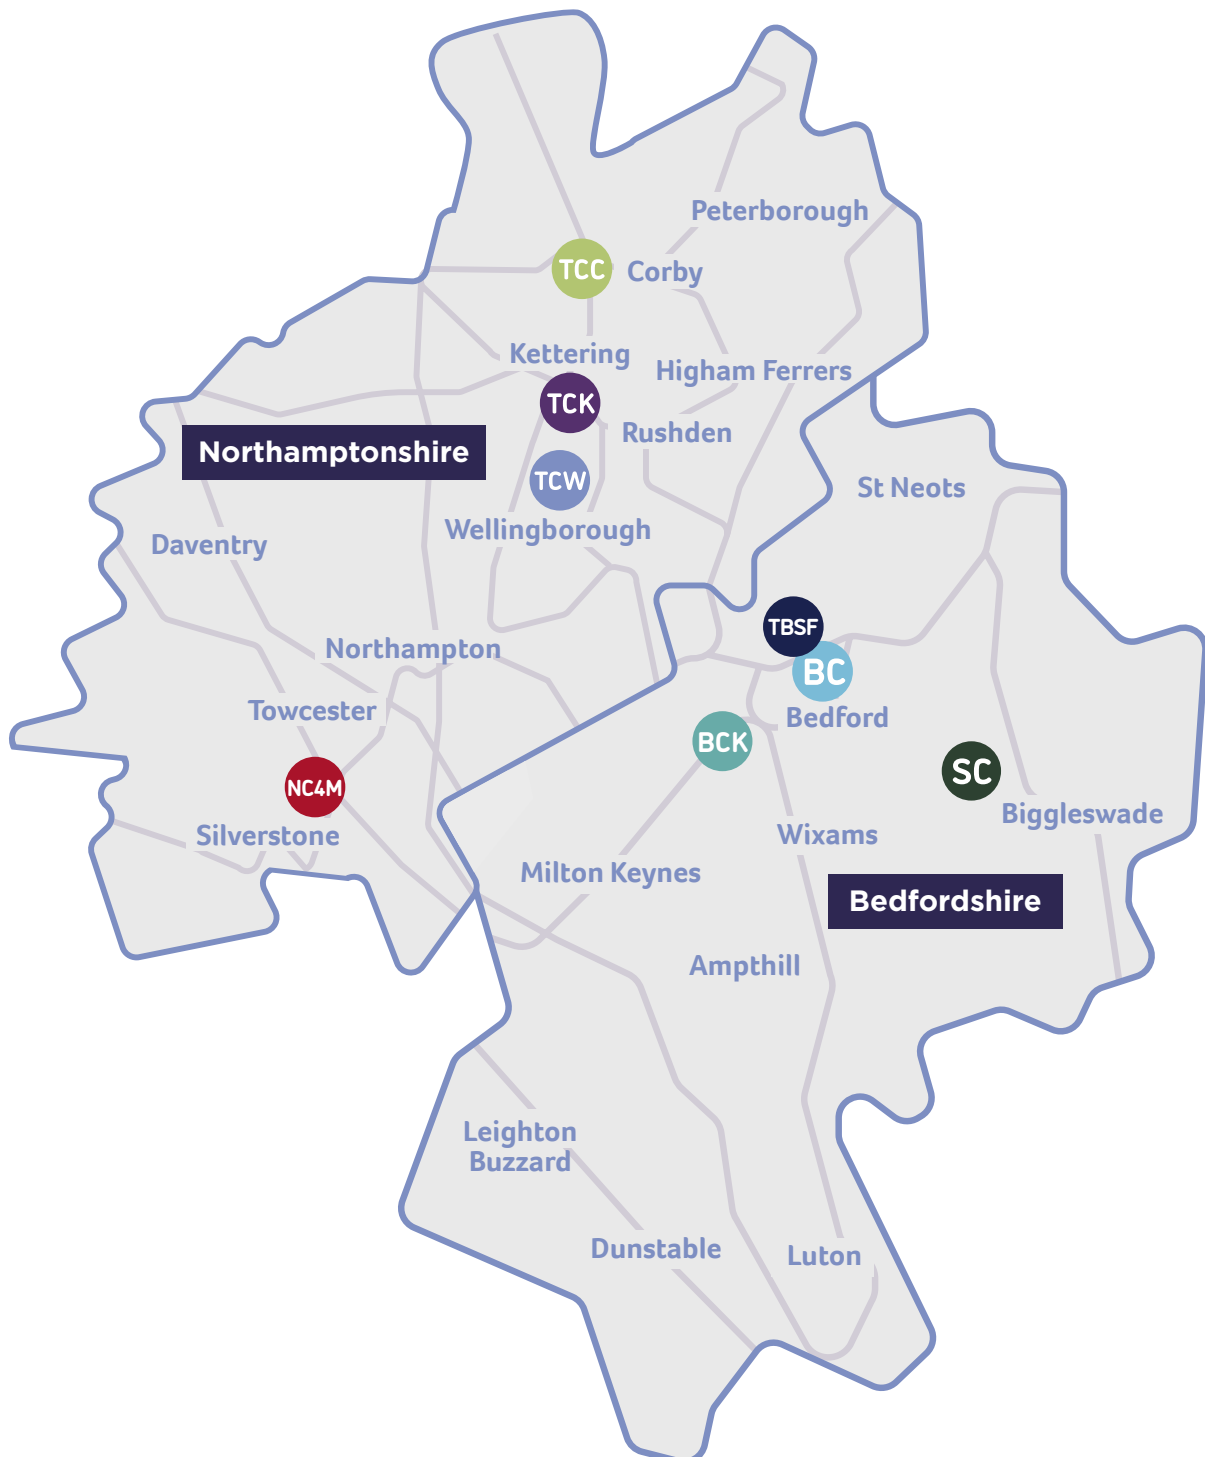 Peterborough
TCC
Corby
Kettering
Higham Ferrers
TCK
Rushden
Northamptonshire
TCW
St Neots
Wellingborough
Daventry
TBSF
Northampton
BC
Towcester
Bedford
BCK
SC
NC4M
Biggleswade
Silverstone
Wixams
Milton Keynes
Bedfordshire
Ampthill
Leighton
Buzzard
Dunstable
Luton